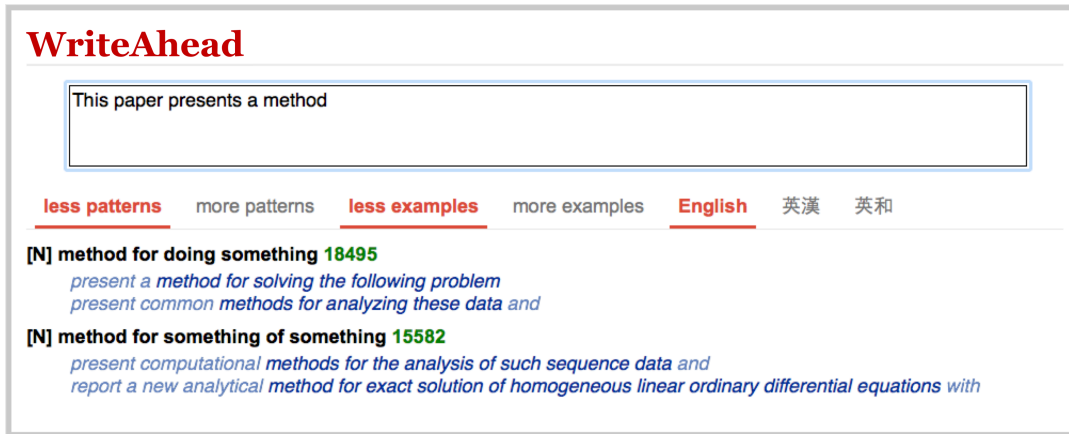 WriteAhead
This paper presents a method
less patterns more patterns less examples more examples English 英漢 英和
[N] method for doing something 18495
present a method for solving the following problem
present common methods for analyzing these data and
[N] method for something of something 15582
present computational methods for the analysis of such sequence data and
report a new analytical method for exact solution of homogeneous linear ordinary differential equations with